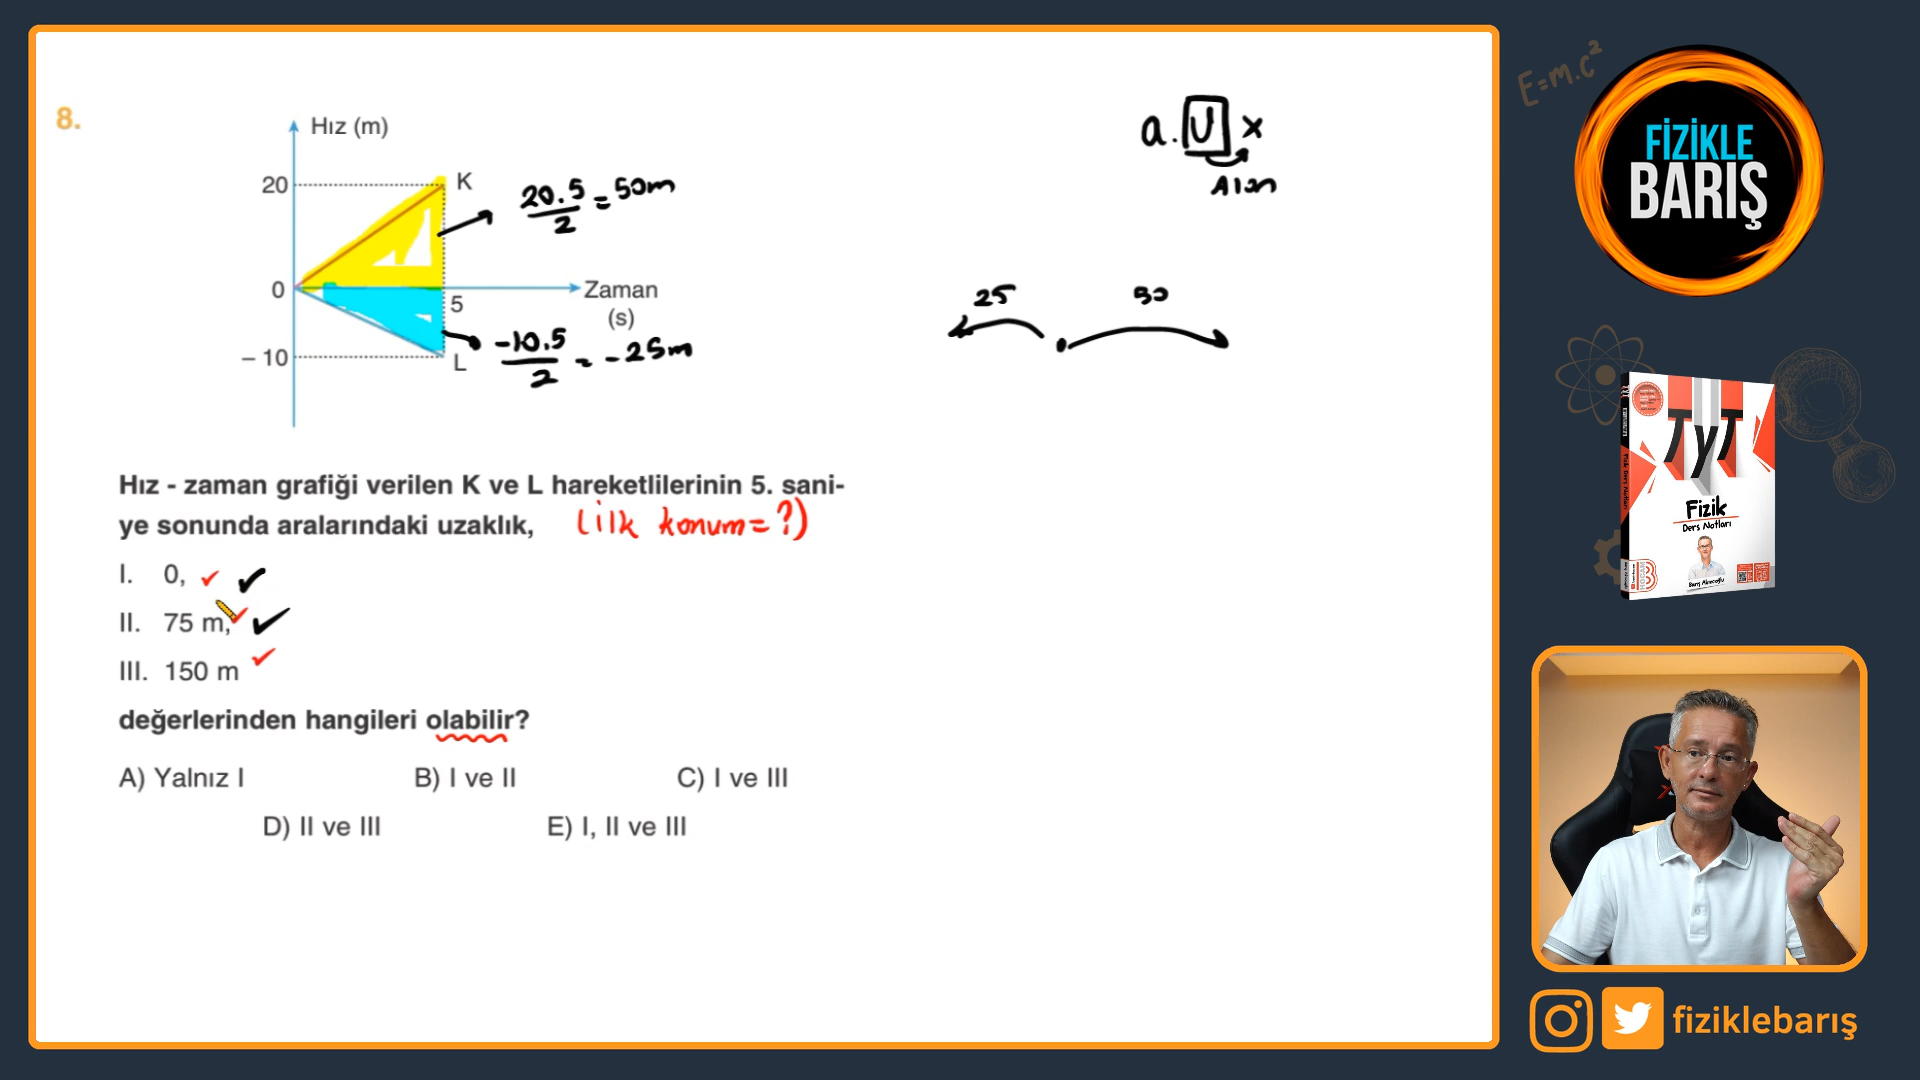 8.
Hız (m)
20
K
20.5
2
= 50m
0
Zaman
(s)
5
-10.5
2
= -25m
-10
L
a. U x
Alan
25
50
Hız - zaman grafiği verilen K ve L hareketlilerinin 5. sani-
ye sonunda aralarındaki uzaklık, (ilk konum=?)
I. 0,
II. 75 m,
III. 150 m
değerlerinden hangileri olabilir?
A) Yalnız I B) I ve II C) I ve III
D) II ve III E) I, II ve III
E=m.c²
FİZİKLE
BARIŞ
TYT
Fizik
Ders Notları
fiziklebarış